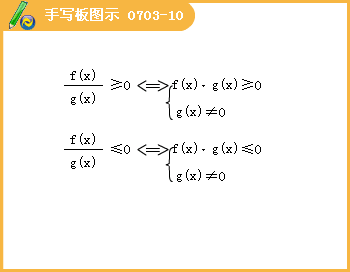 手写板图示 0703-10
f(x)/g(x) ≥0 ⟺ { f(x)·g(x)≥0
g(x)≠0
f(x)/g(x) ≤0 ⟺ { f(x)·g(x)≤0
g(x)≠0